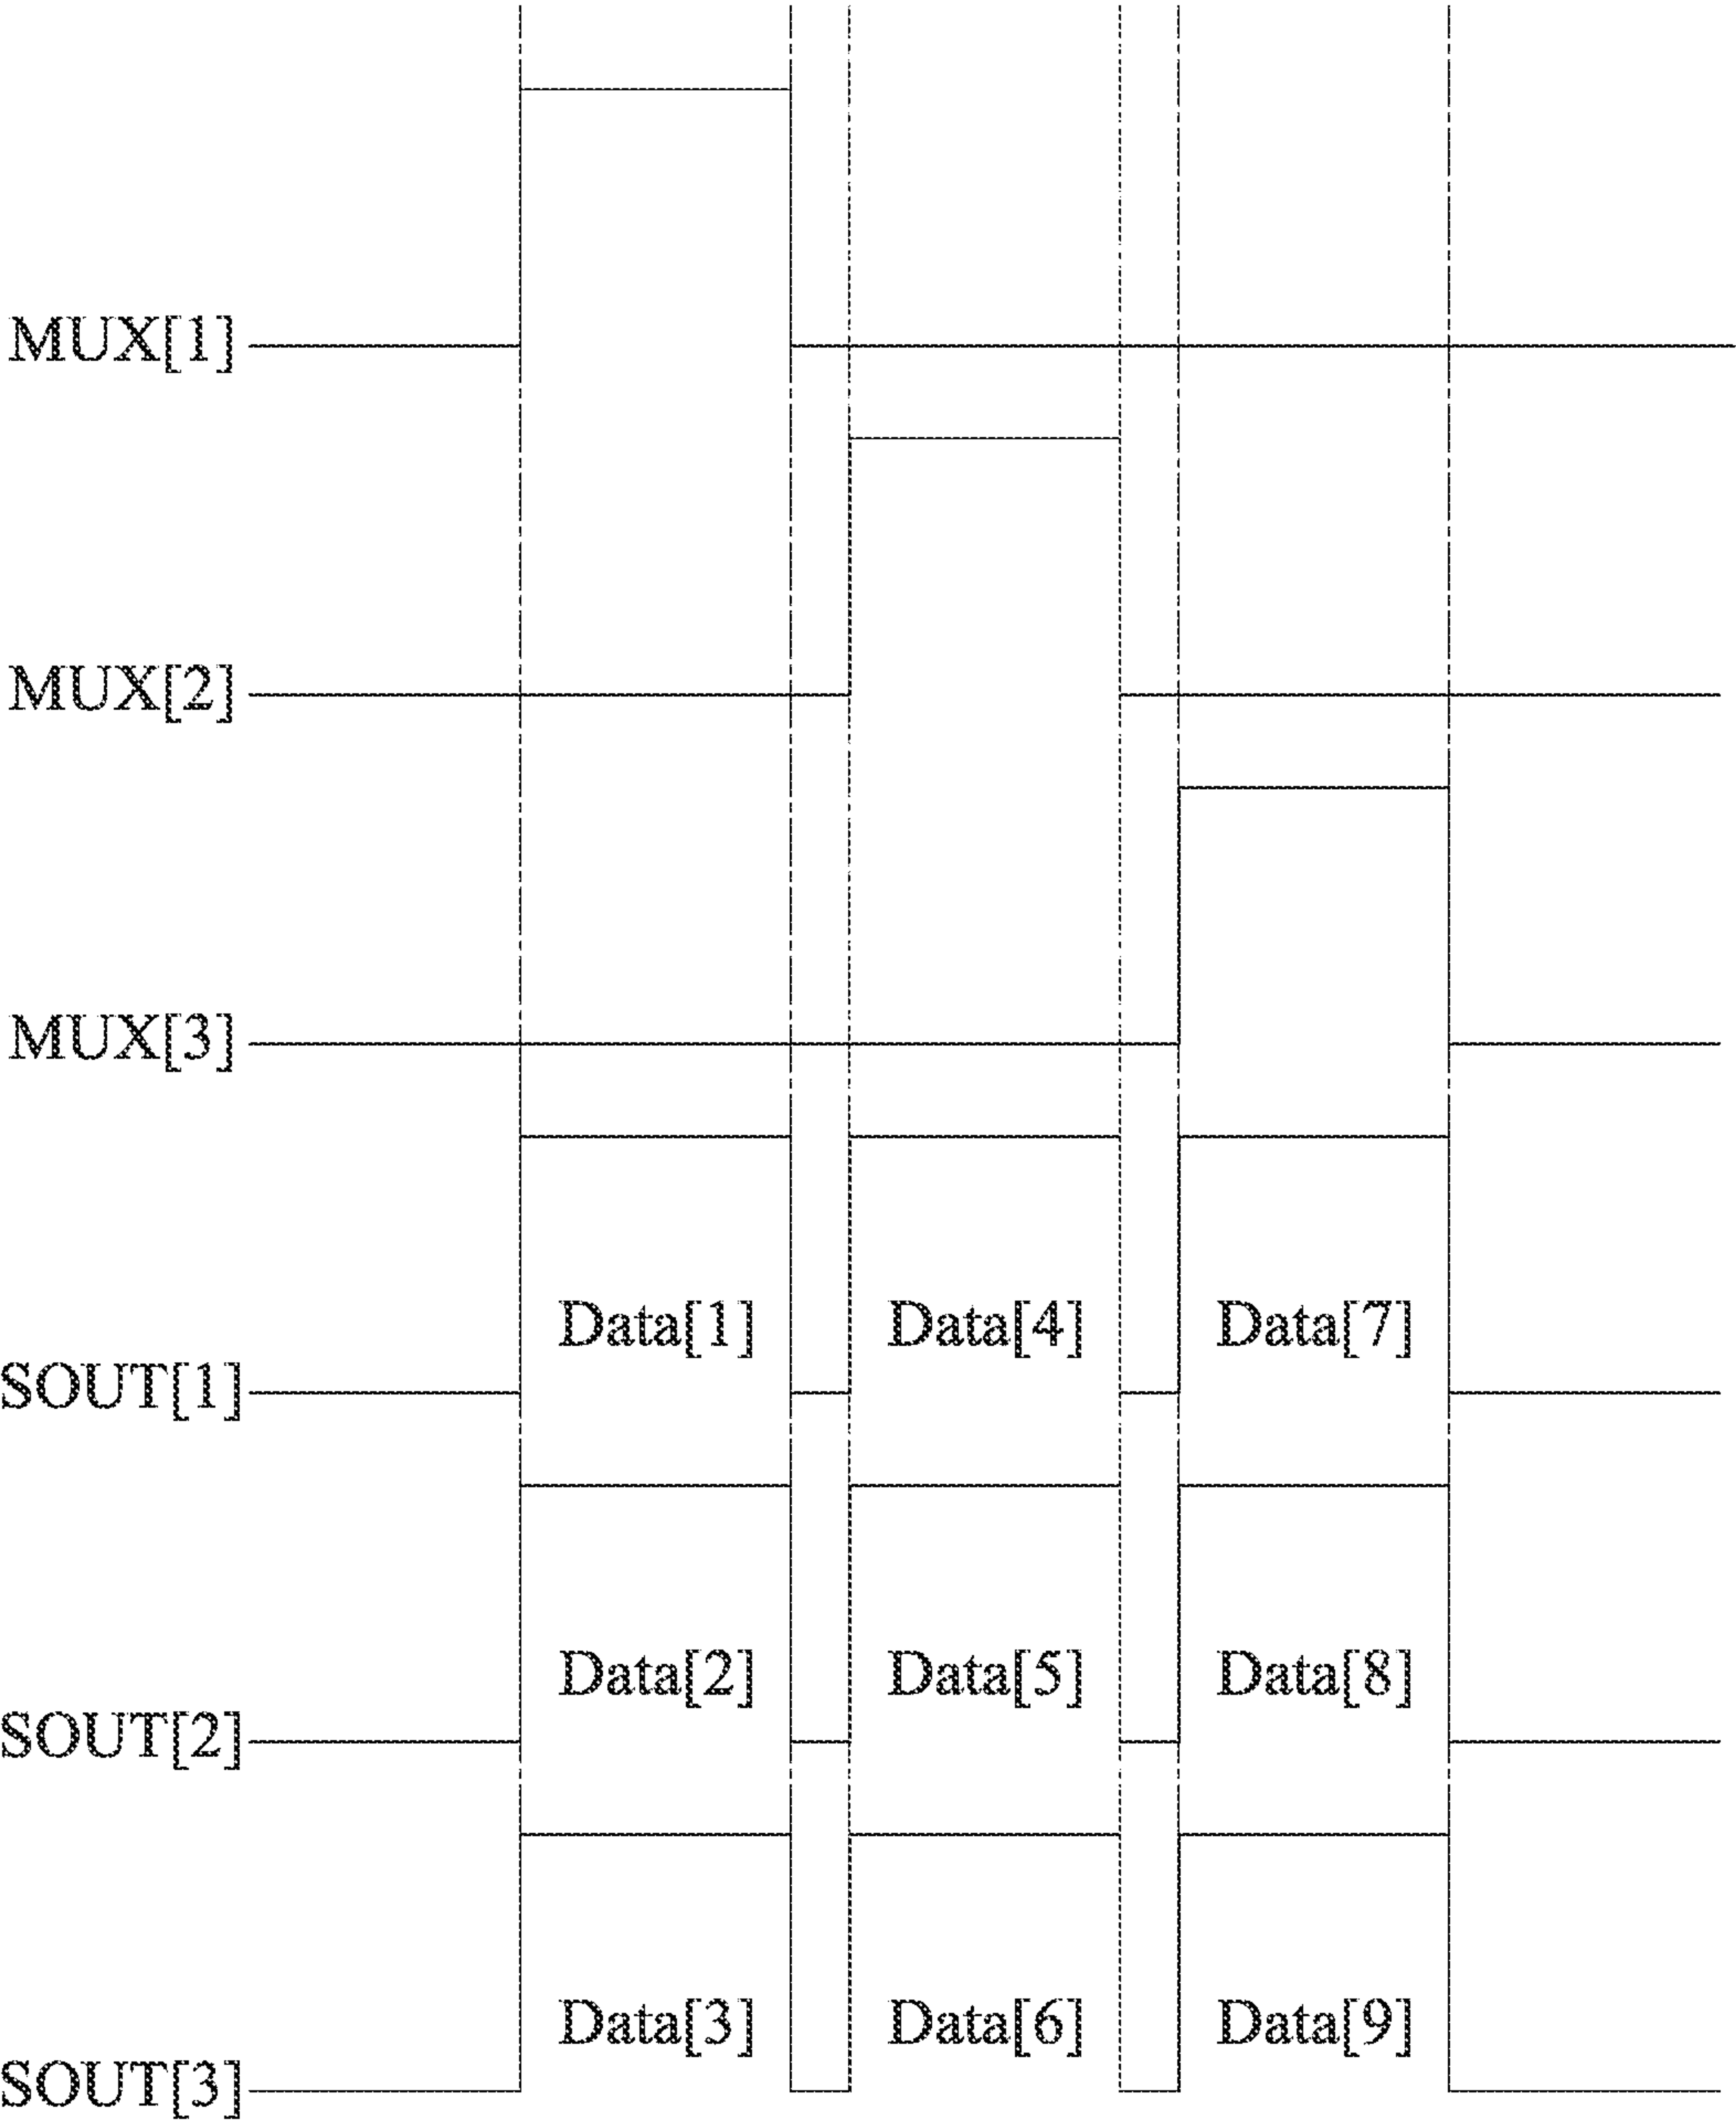 MUX[1]
MUX[2]
MUX[3]
Data[1] Data[4] Data[7]
SOUT[1]
Data[2] Data[5] Data[8]
SOUT[2]
Data[3] Data[6] Data[9]
SOUT[3]